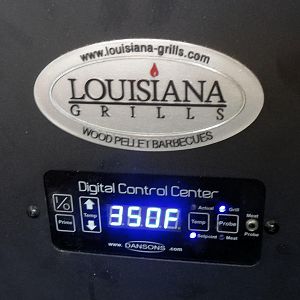 www.louisiana-grills.com
LOUISIANA
GRILLS
WOOD PELLET BARBECUES
Digital Control Center
I/O
Prime
Temp
350F
Actual
Grill
Temp
Probe
Setpoint
Meat
Meat
Probe
www.DANSONS.com